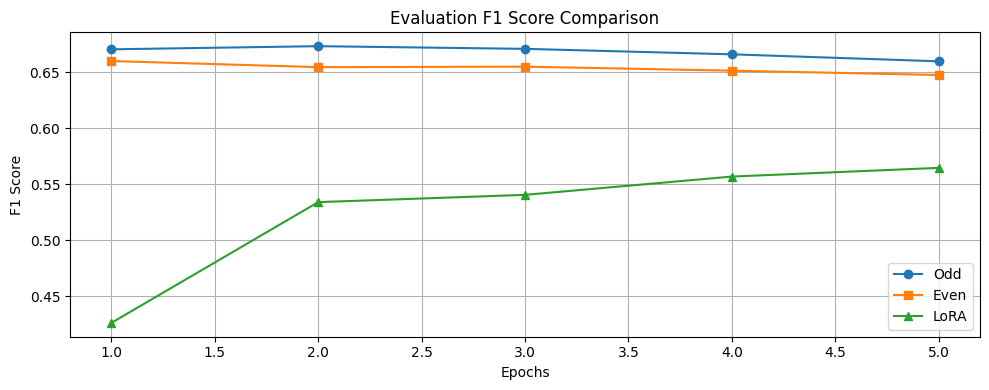 Evaluation F1 Score Comparison
F1 Score
0.65
0.60
0.55
0.50
0.45
Odd
Even
LoRA
1.0 1.5 2.0 2.5 3.0 3.5 4.0 4.5 5.0
Epochs